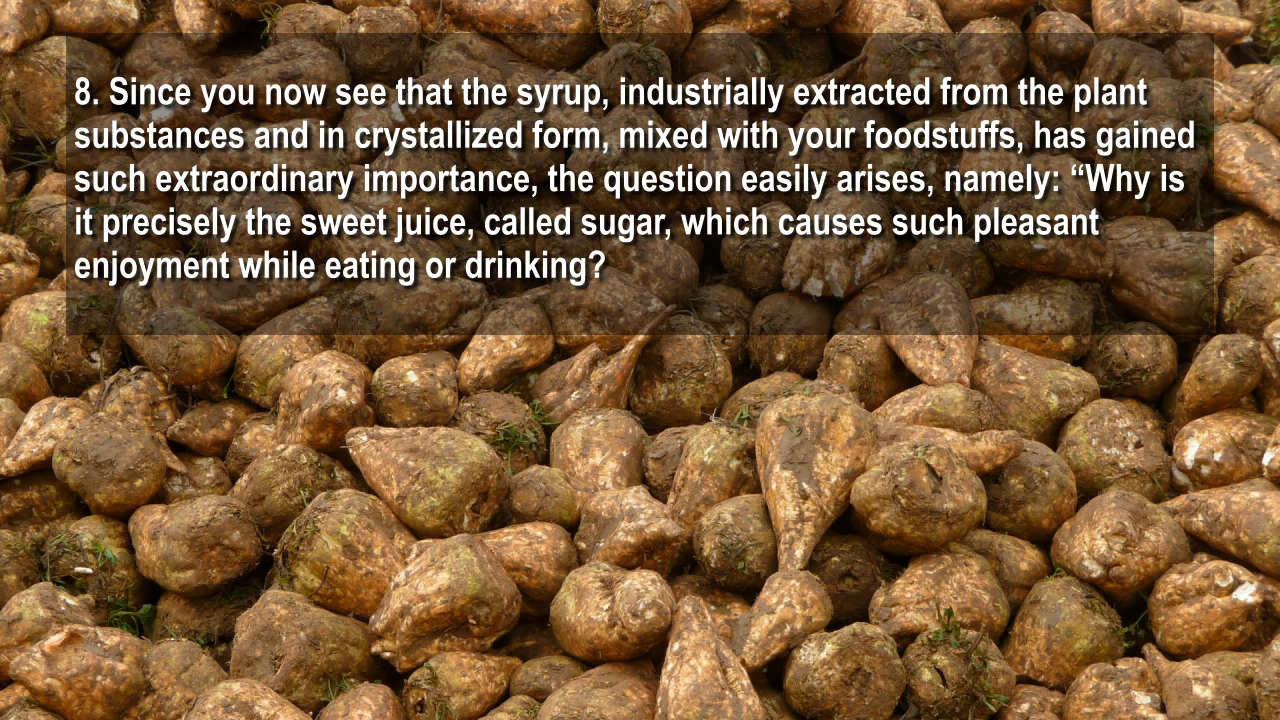 8. Since you now see that the syrup, industrially extracted from the plant
substances and in crystallized form, mixed with your foodstuffs, has gained
such extraordinary importance, the question easily arises, namely: “Why is
it precisely the sweet juice, called sugar, which causes such pleasant
enjoyment while eating or drinking?